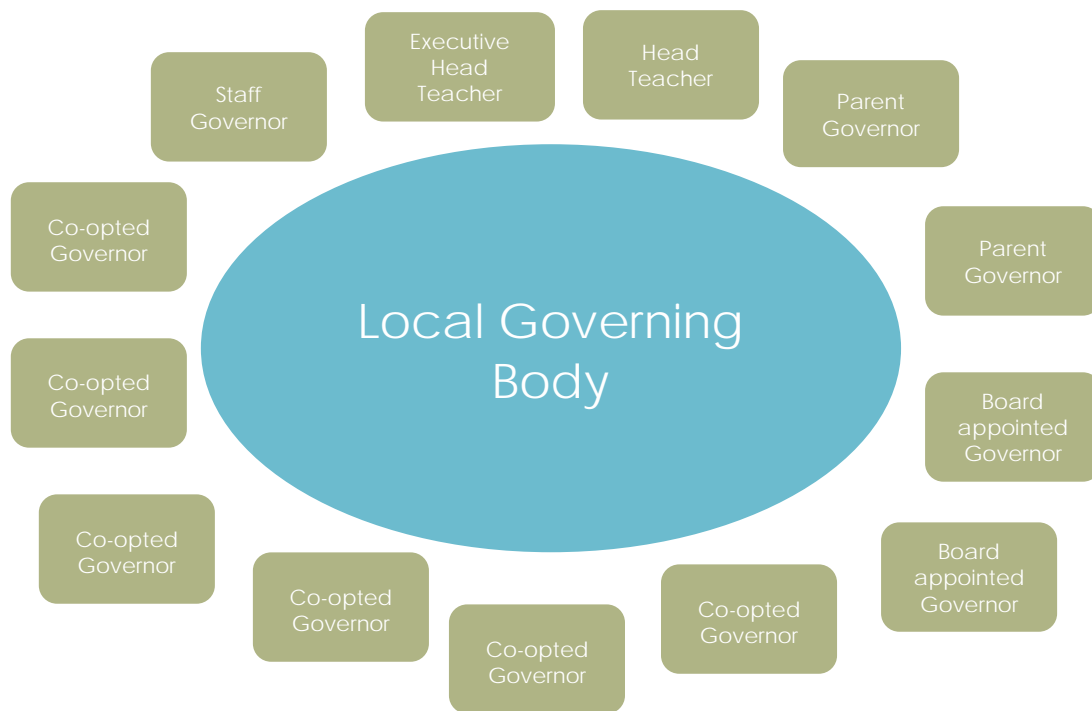 Executive
Head
Teacher
Head
Teacher
Staff
Governor
Parent
Governor
Co-opted
Governor
Parent
Governor
Local Governing
Body
Co-opted
Governor
Board
appointed
Governor
Co-opted
Governor
Board
appointed
Governor
Co-opted
Governor
Co-opted
Governor
Co-opted
Governor